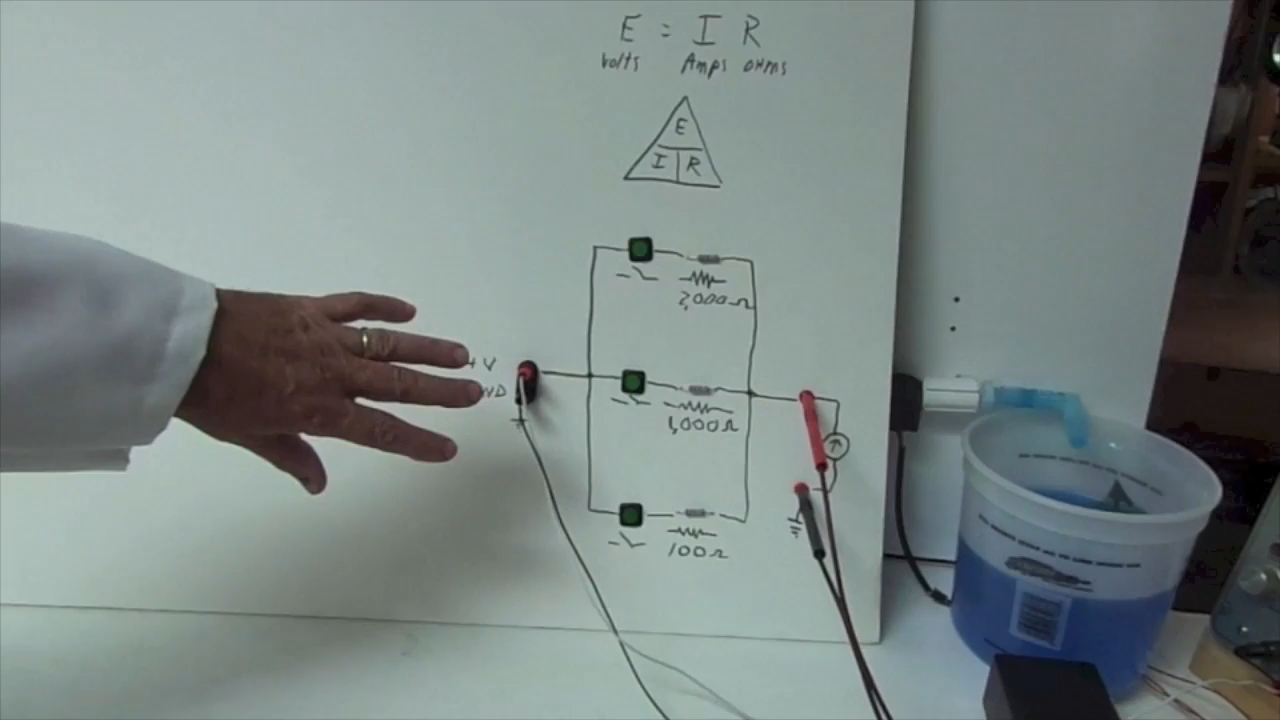 E = I R
Volts Amps OHMS
E
I R
2,000Ω
+V
1,000Ω
100Ω